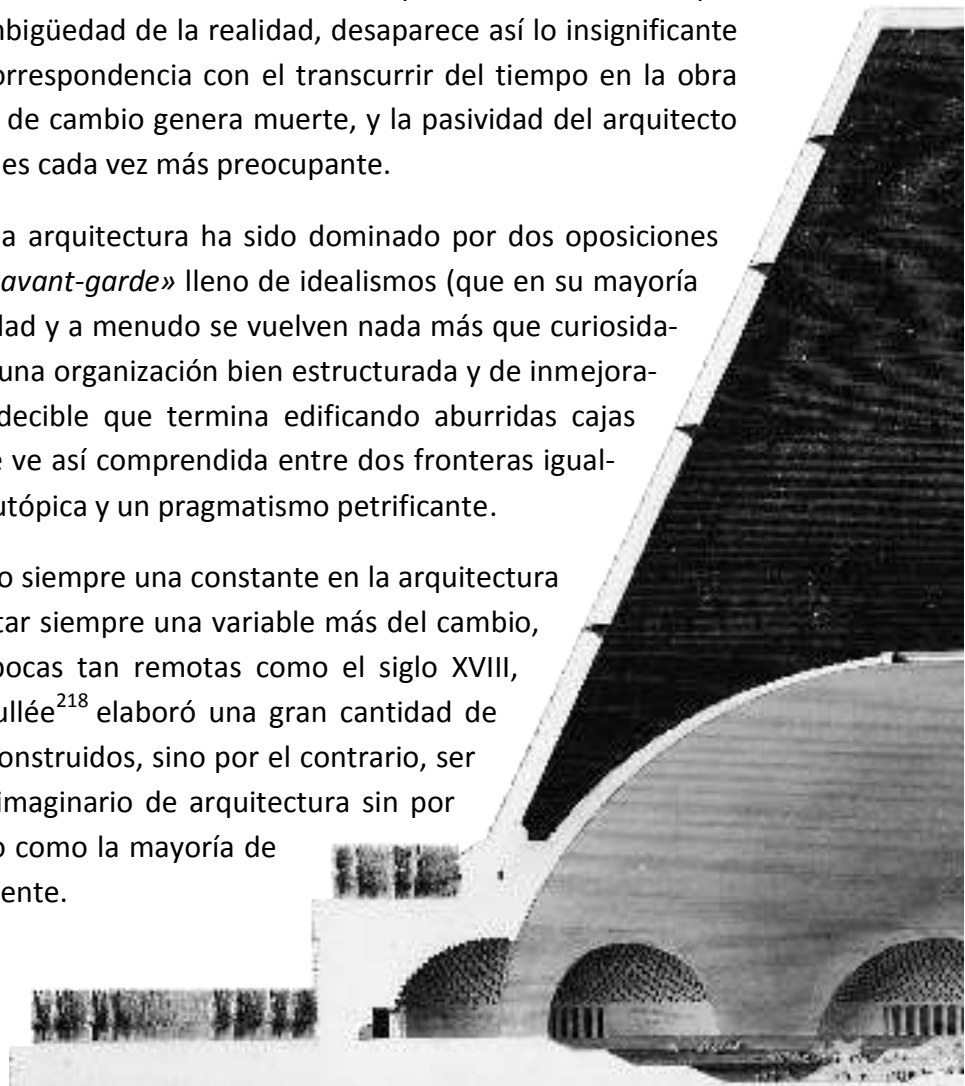 mbigüedad de la realidad, desaparece así lo insignificante
orrespondencia con el transcurrir del tiempo en la obra
de cambio genera muerte, y la pasividad del arquitecto
es cada vez más preocupante.
a arquitectura ha sido dominado por dos oposiciones
avant-garde» lleno de idealismos (que en su mayoría
dad y a menudo se vuelven nada más que curiosida-
una organización bien estructurada y de inmejora-
decible que termina edificando aburridas cajas
e ve así comprendida entre dos fronteras igual-
utópica y un pragmatismo petrificante.
o siempre una constante en la arquitectura
tar siempre una variable más del cambio,
pocas tan remotas como el siglo XVIII,
ullée218 elaboró una gran cantidad de
onstruidos, sino por el contrario, ser
imaginario de arquitectura sin por
o como la mayoría de
ente.